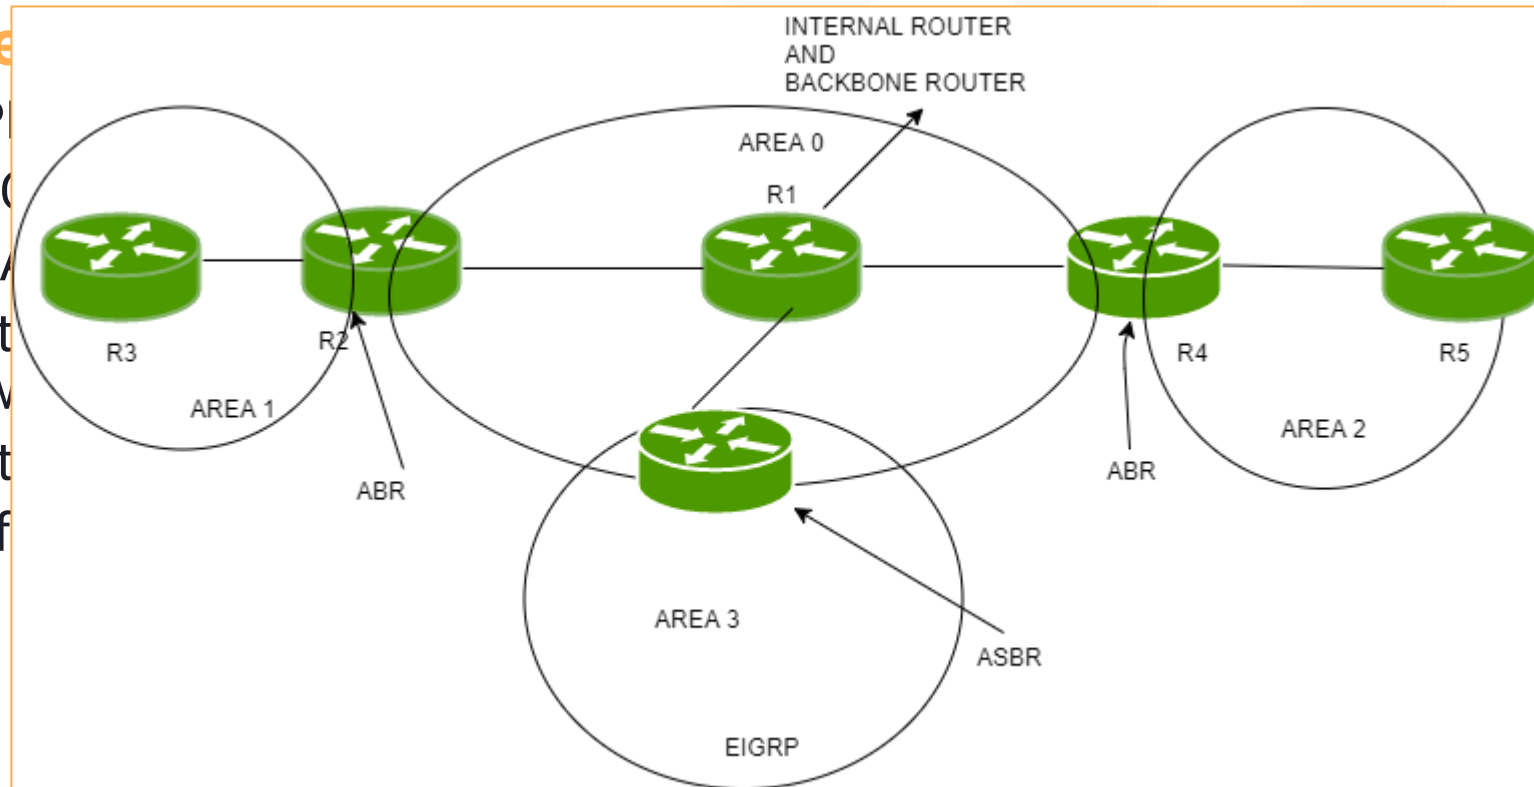 INTERNAL ROUTER
AND
BACKBONE ROUTER
AREA 0
R1
R3
R2
R4
R5
AREA 1
AREA 2
ABR
ABR
AREA 3
ASBR
EIGRP